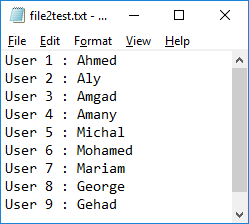 file2test.txt - ...
File Edit Format View Help
User 1 : Ahmed
User 2 : Aly
User 3 : Amgad
User 4 : Amany
User 5 : Michal
User 6 : Mohamed
User 7 : Mariam
User 8 : George
User 9 : Gehad